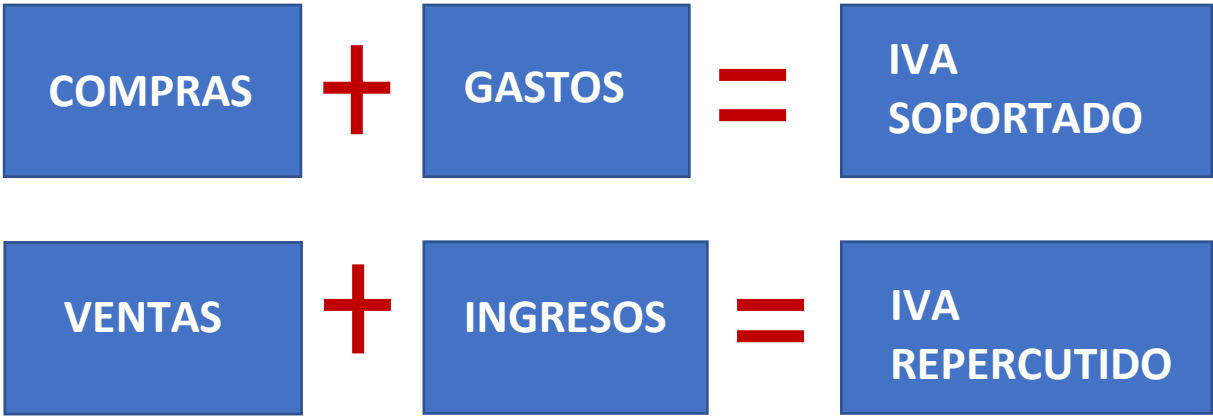 COMPRAS + GASTOS = IVA
SOPORTADO
VENTAS + INGRESOS = IVA
REPERCUTIDO